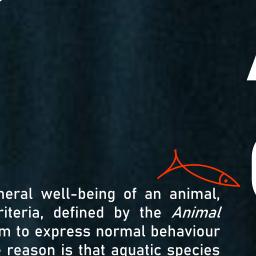 neral well-being of an animal,
riteria, defined by the Animal
m to express normal behaviour
reason is that aquatic species